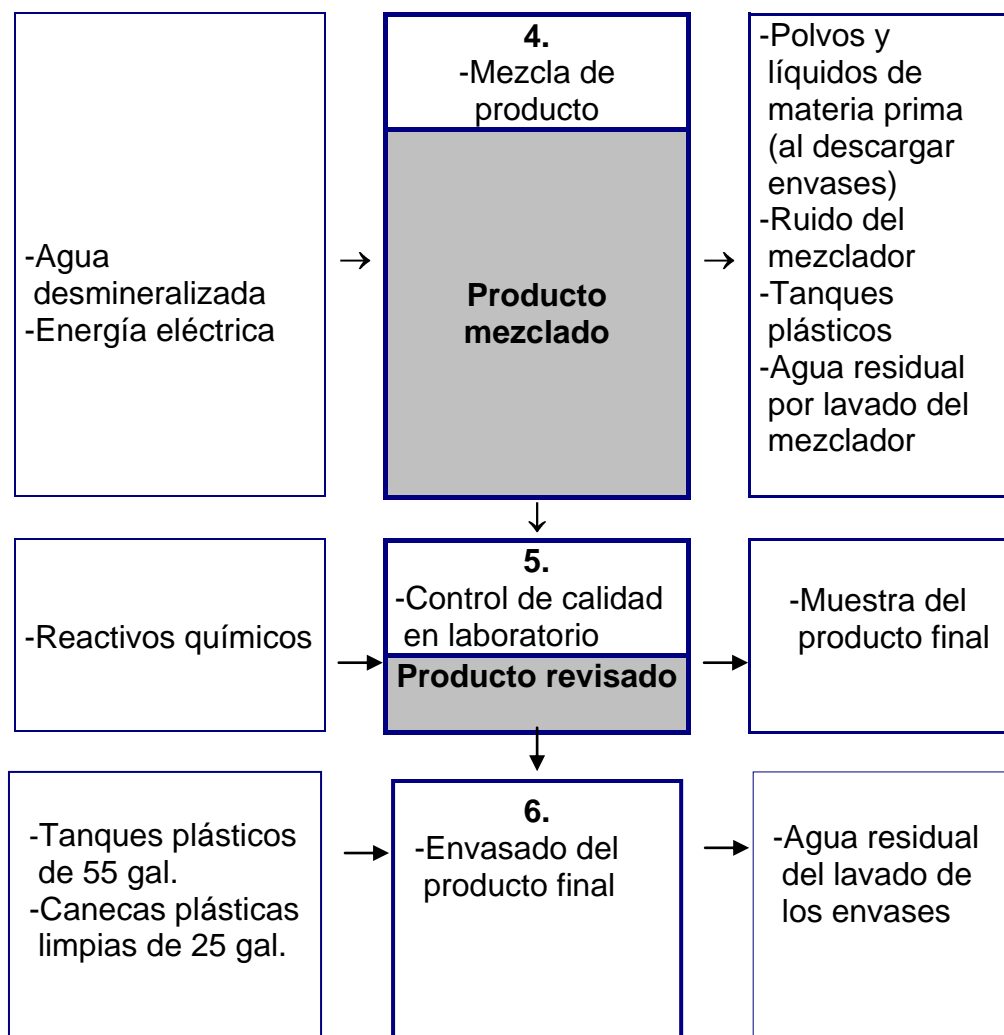 -Agua
desmineralizada
-Energía eléctrica
→
4.
-Mezcla de
producto
Producto
mezclado
→
-Polvos y
líquidos de
materia prima
(al descargar
envases)
-Ruido del
mezclador
-Tanques
plásticos
-Agua residual
por lavado del
mezclador
↓
-Reactivos químicos
→
5.
-Control de calidad
en laboratorio
Producto revisado
→
-Muestra del
producto final
↓
-Tanques plásticos
de 55 gal.
-Canecas plásticas
limpias de 25 gal.
→
6.
-Envasado del
producto final
→
-Agua residual
del lavado de
los envases